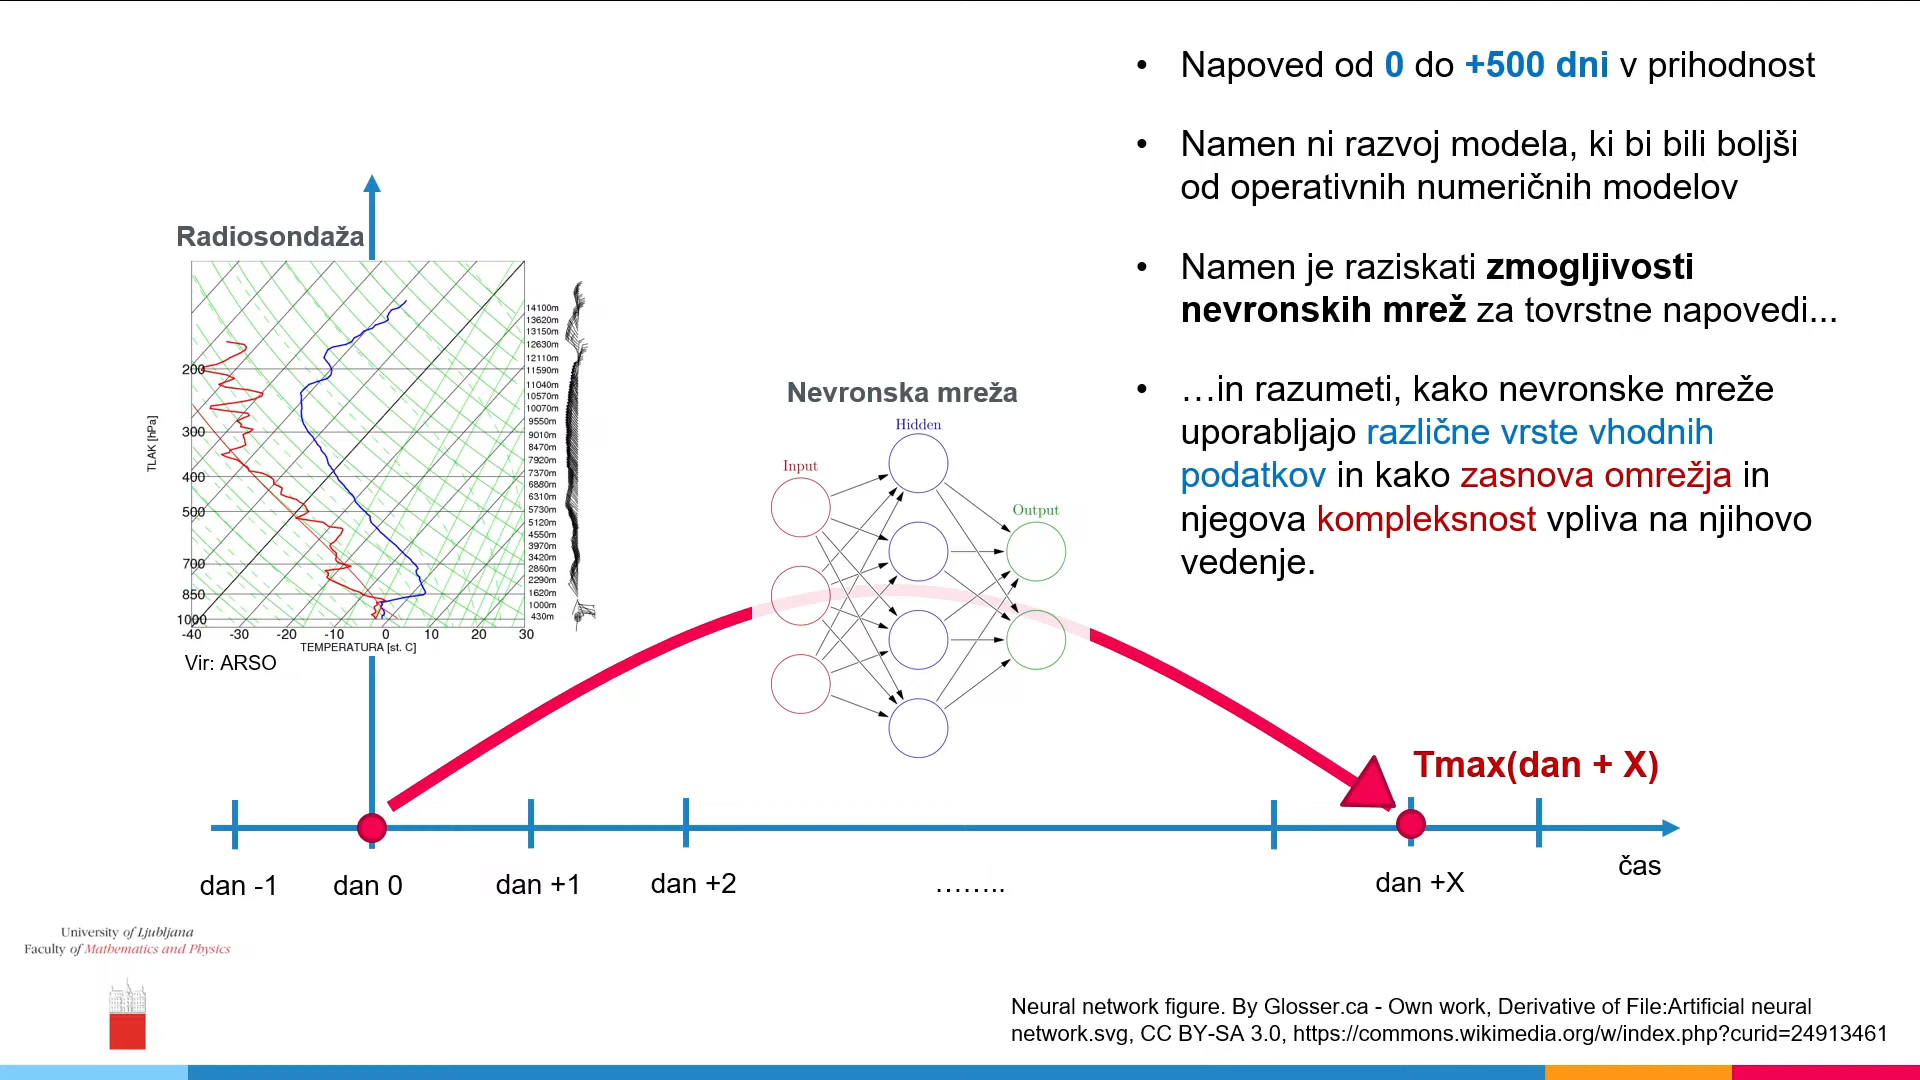 • Napoved od 0 do +500 dni v prihodnost
• Namen ni razvoj modela, ki bi bili boljši
od operativnih numeričnih modelov
• Namen je raziskati zmogljivosti
nevronskih mrež za tovrstne napovedi...
• …in razumeti, kako nevronske mreže
uporabljajo različne vrste vhodnih
podatkov in kako zasnova omrežja in
njegova kompleksnost vpliva na njihovo
vedenje.
Radiosondaža
TLAK [hPa]
200
300
400
500
700
850
1000
14100m
13620m
13150m
12630m
12110m
11590m
11040m
10570m
10070m
9550m
9010m
8470m
7920m
7370m
6880m
6310m
5730m
5120m
4550m
3970m
3420m
2860m
2290m
1620m
1000m
430m
-40 -30 -20 -10 0 10 20 30
TEMPERATURA [st. C]
Vir: ARSO
Nevronska mreža
Hidden
Input
Output
Tmax(dan + X)
čas
dan -1 dan 0 dan +1 dan +2 …….. dan +X
University of Ljubljana
Faculty of Mathematics and Physics
Neural network figure. By Glosser.ca - Own work, Derivative of File:Artificial neural
network.svg, CC BY-SA 3.0, https://commons.wikimedia.org/w/index.php?curid=24913461